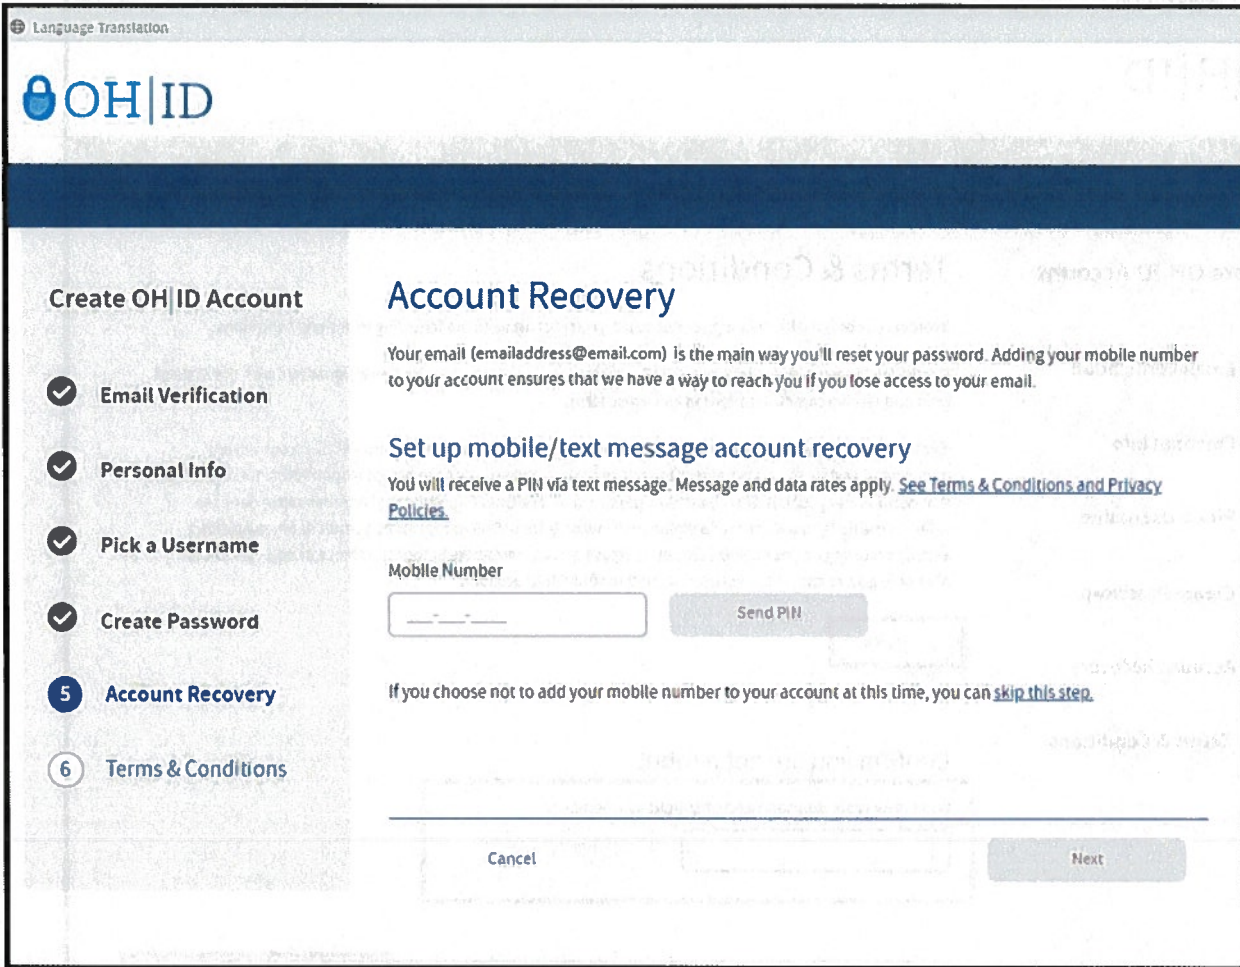 Language Translation
OH|ID
Create OH|ID Account
Email Verification
Personal Info
Pick a Username
Create Password
5 Account Recovery
6 Terms & Conditions
Account Recovery
Your email (emailaddress@email.com) is the main way you'll reset your password. Adding your mobile number
to your account ensures that we have a way to reach you if you lose access to your email.
Set up mobile/text message account recovery
You will receive a PIN via text message. Message and data rates apply. See Terms & Conditions and Privacy
Policies.
Mobile Number
___-___-____
Send PIN
If you choose not to add your mobile number to your account at this time, you can skip this step.
Cancel
Next